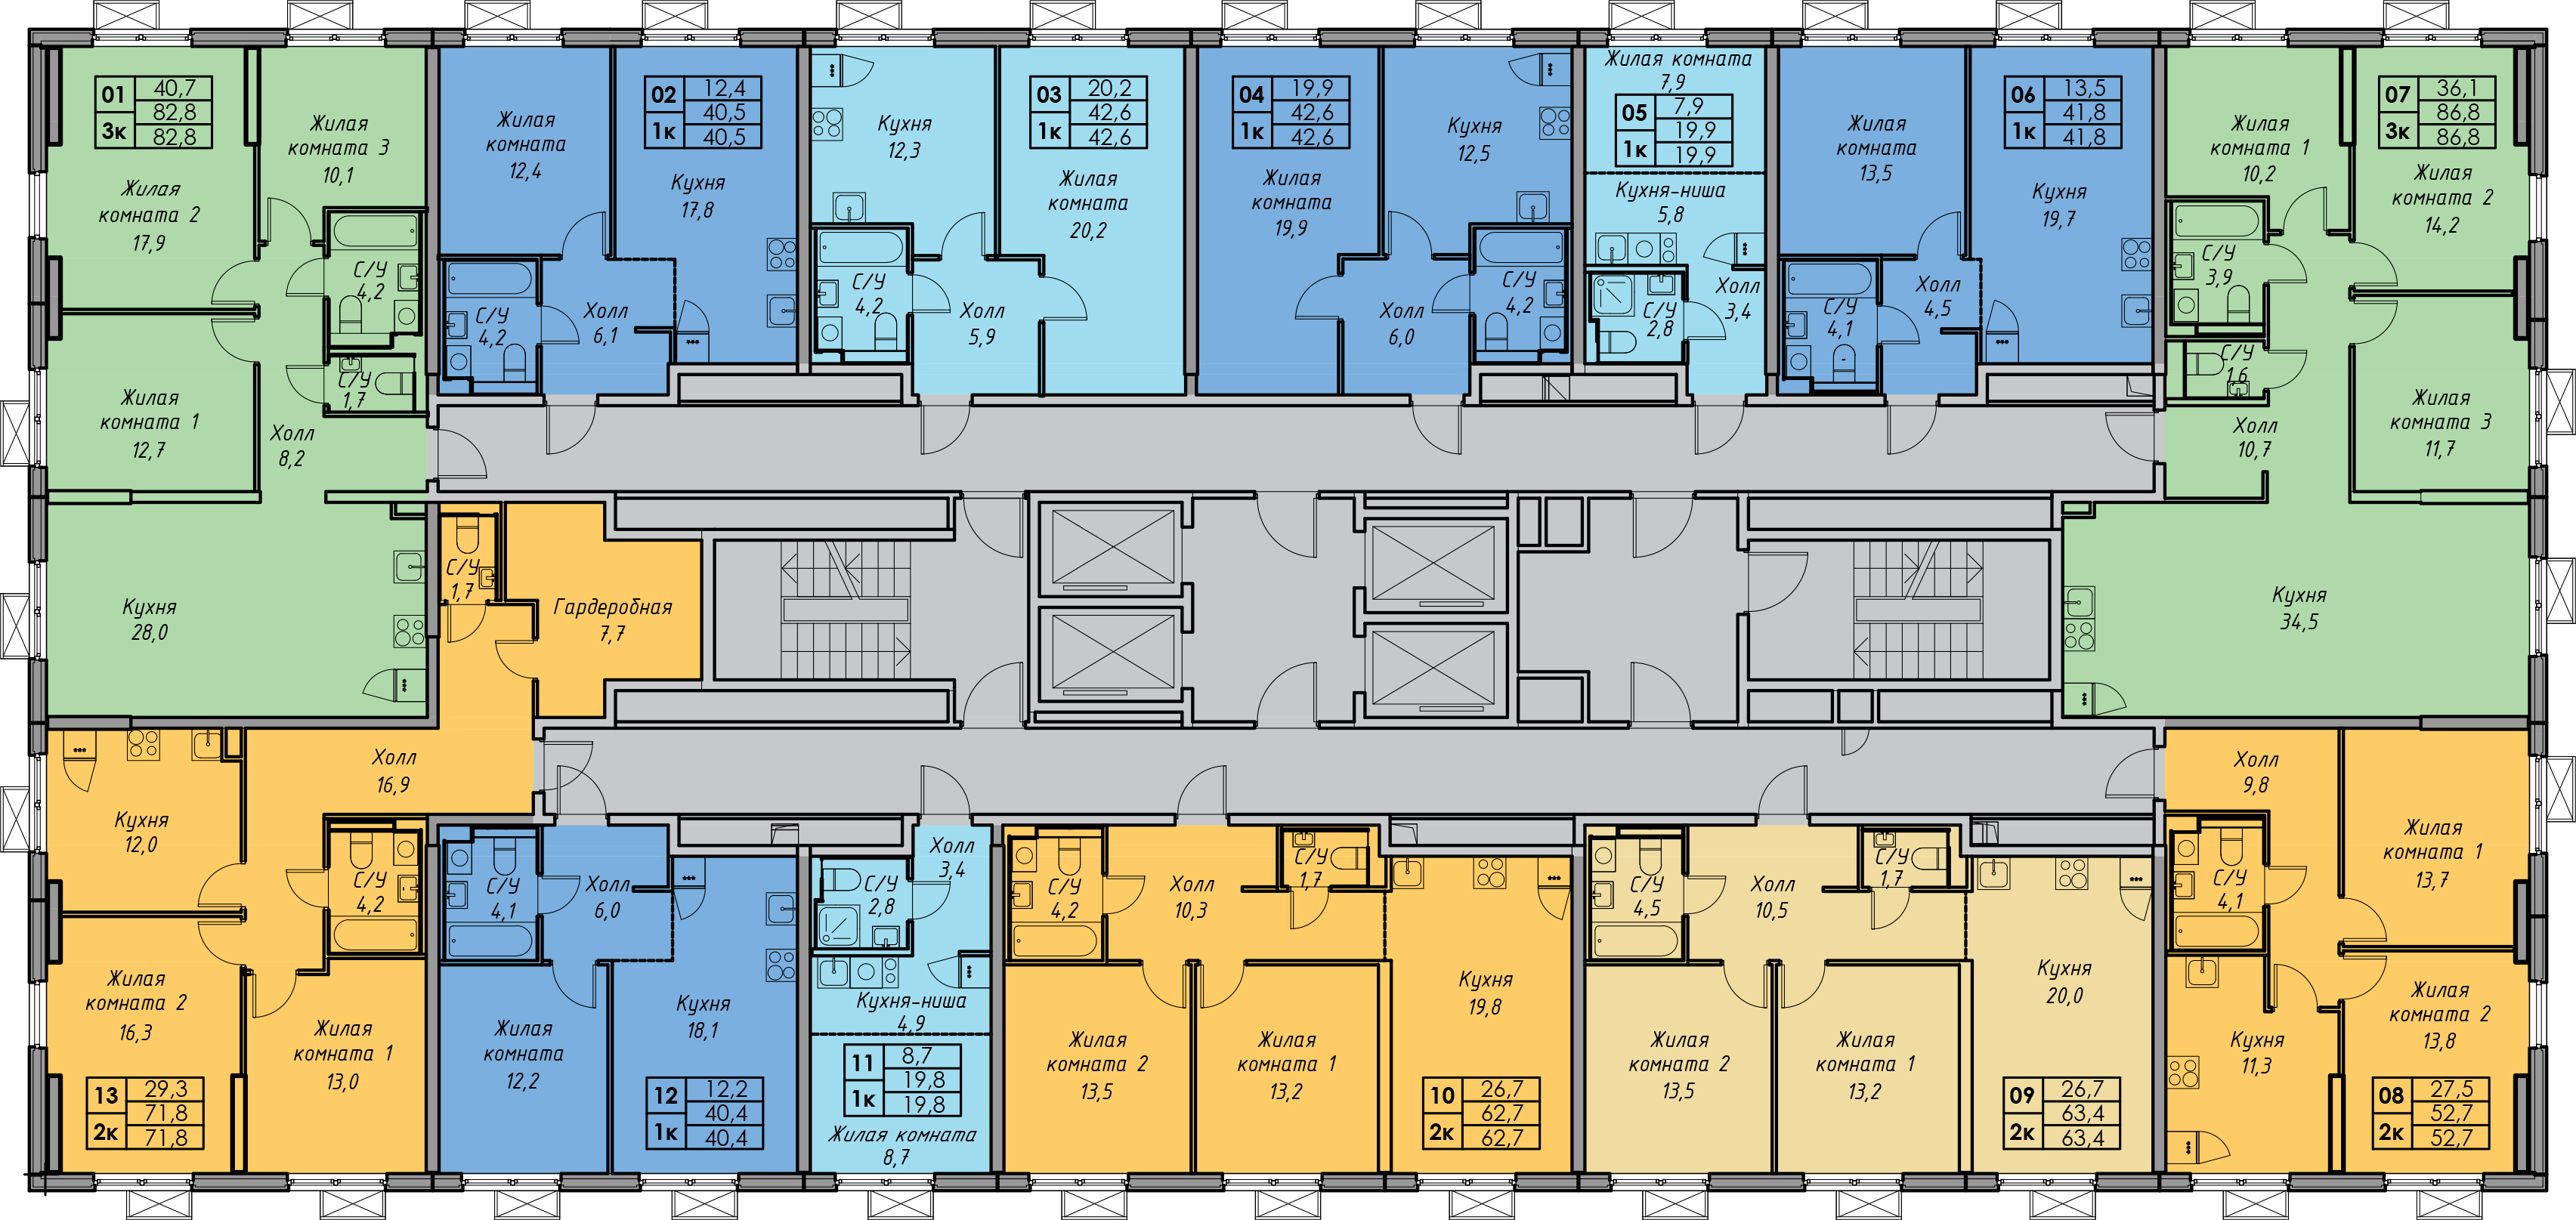 01
3к
40,7
82,8
82,8
Жилая
комната 3
10,1
Жилая
комната 2
17,9
С/У
4,2
С/У
1,7
Жилая
комната 1
12,7
Холл
8,2
Кухня
28,0
02
1к
12,4
40,5
40,5
Жилая
комната
12,4
Кухня
17,8
С/У
4,2
Холл
6,1
03
1к
20,2
42,6
42,6
Кухня
12,3
Жилая
комната
20,2
С/У
4,2
Холл
5,9
04
1к
19,9
42,6
42,6
Жилая
комната
19,9
Кухня
12,5
Холл
6,0
С/У
4,2
Жилая комната
7,9
05
1к
7,9
19,9
19,9
Кухня-ниша
5,8
С/У
2,8
Холл
3,4
06
1к
13,5
41,8
41,8
Жилая
комната
13,5
Кухня
19,7
С/У
4,1
Холл
4,5
07
3к
36,1
86,8
86,8
Жилая
комната 1
10,2
Жилая
комната 2
14,2
С/У
3,9
С/У
1,6
Холл
10,7
Жилая
комната 3
11,7
Кухня
34,5
С/У
1,7
Гардеробная
7,7
Холл
16,9
Кухня
12,0
С/У
4,2
Жилая
комната 2
16,3
Жилая
комната 1
13,0
13
2к
29,3
71,8
71,8
С/У
4,1
Холл
6,0
Жилая
комната
12,2
Кухня
18,1
12
1к
12,2
40,4
40,4
Холл
3,4
С/У
2,8
Кухня-ниша
4,9
11
1к
8,7
19,8
19,8
Жилая комната
8,7
С/У
4,2
Холл
10,3
С/У
1,7
Жилая
комната 2
13,5
Жилая
комната 1
13,2
Кухня
19,8
10
2к
26,7
62,7
62,7
С/У
4,5
Холл
10,5
С/У
1,7
Жилая
комната 2
13,5
Жилая
комната 1
13,2
Кухня
20,0
09
2к
26,7
63,4
63,4
Холл
9,8
Жилая
комната 1
13,7
С/У
4,1
Жилая
комната 2
13,8
Кухня
11,3
08
2к
27,5
52,7
52,7